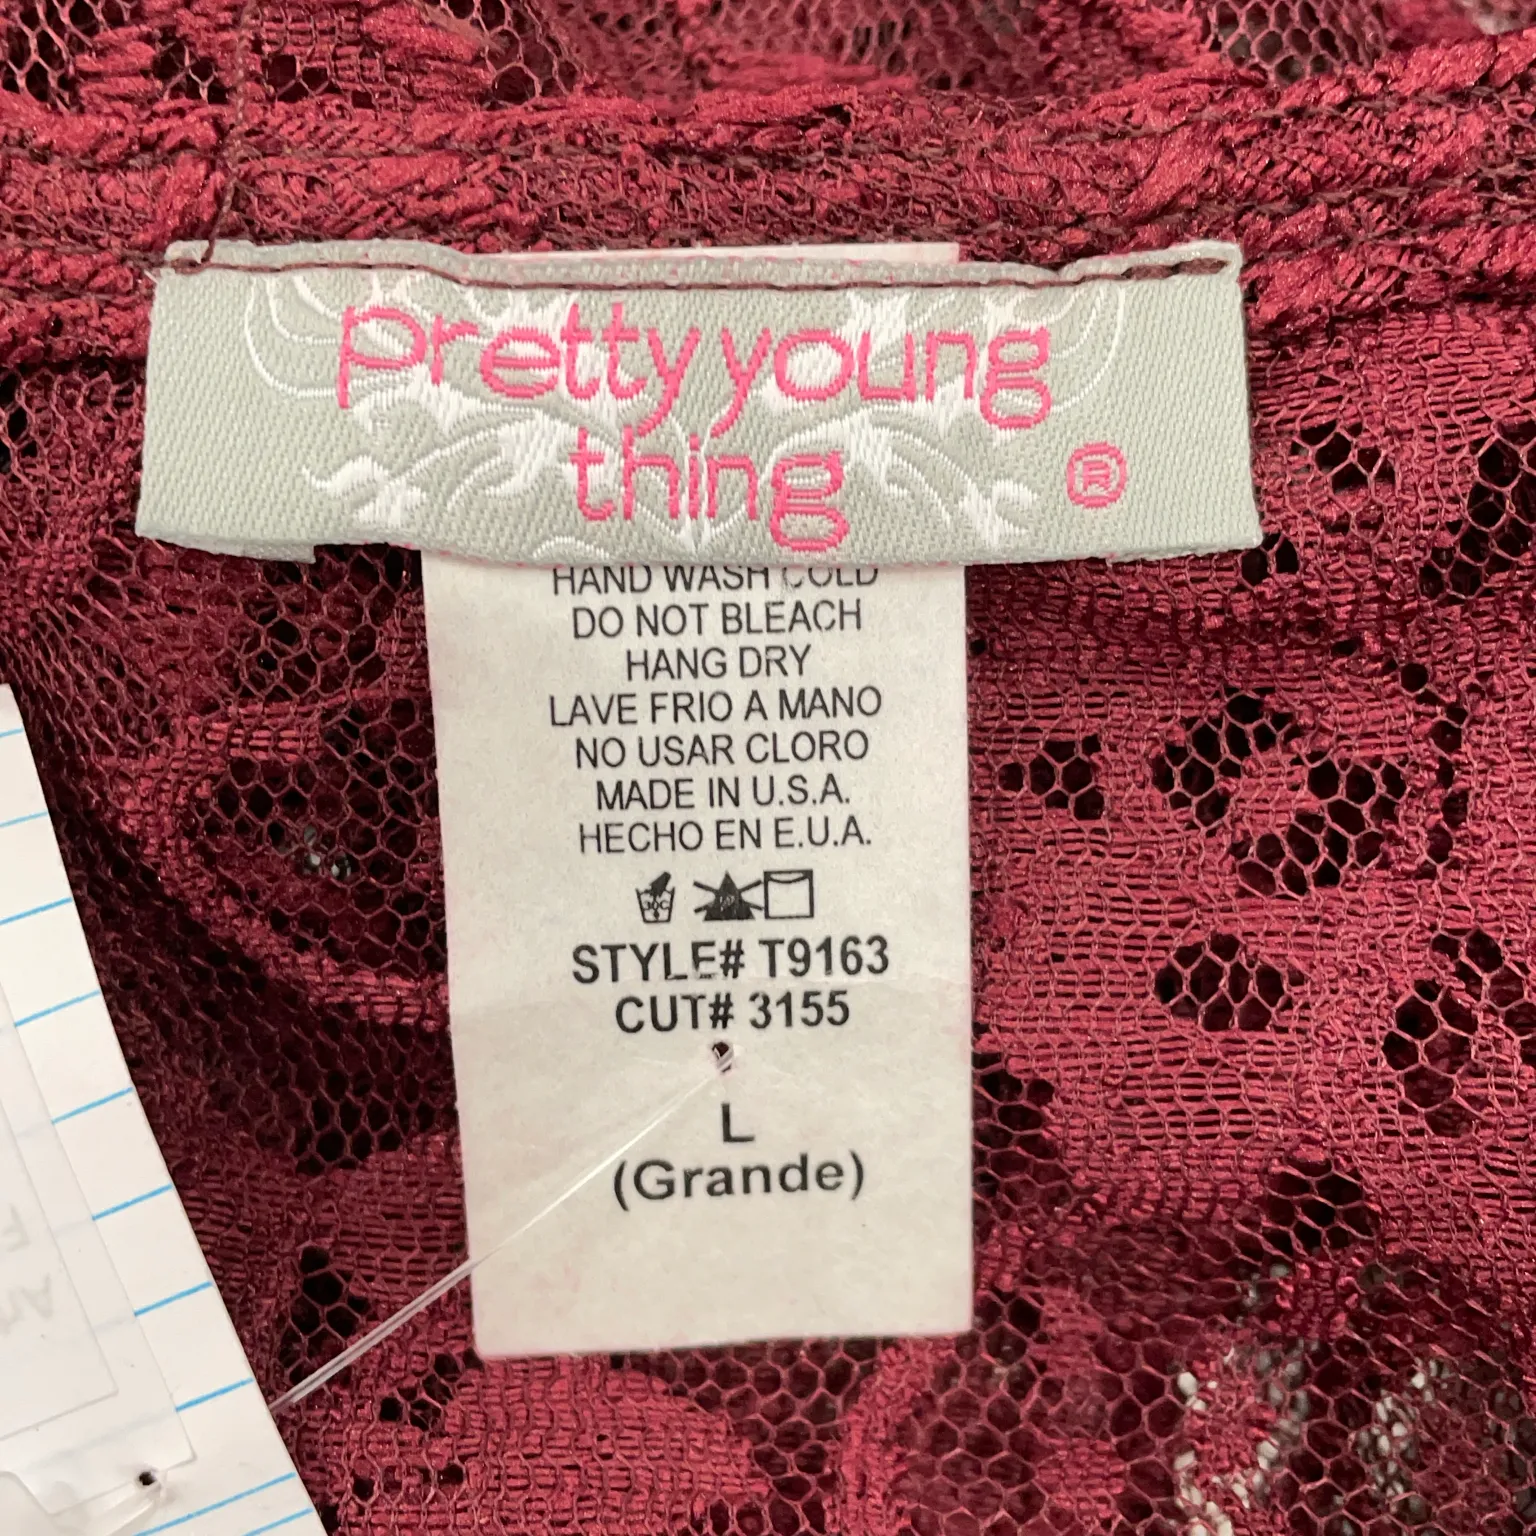 pretty young
thing ®
HAND WASH COLD
DO NOT BLEACH
HANG DRY
LAVE FRIO A MANO
NO USAR CLORO
MADE IN U.S.A.
HECHO EN E.U.A.
30C
STYLE# T9163
CUT# 3155
L
(Grande)